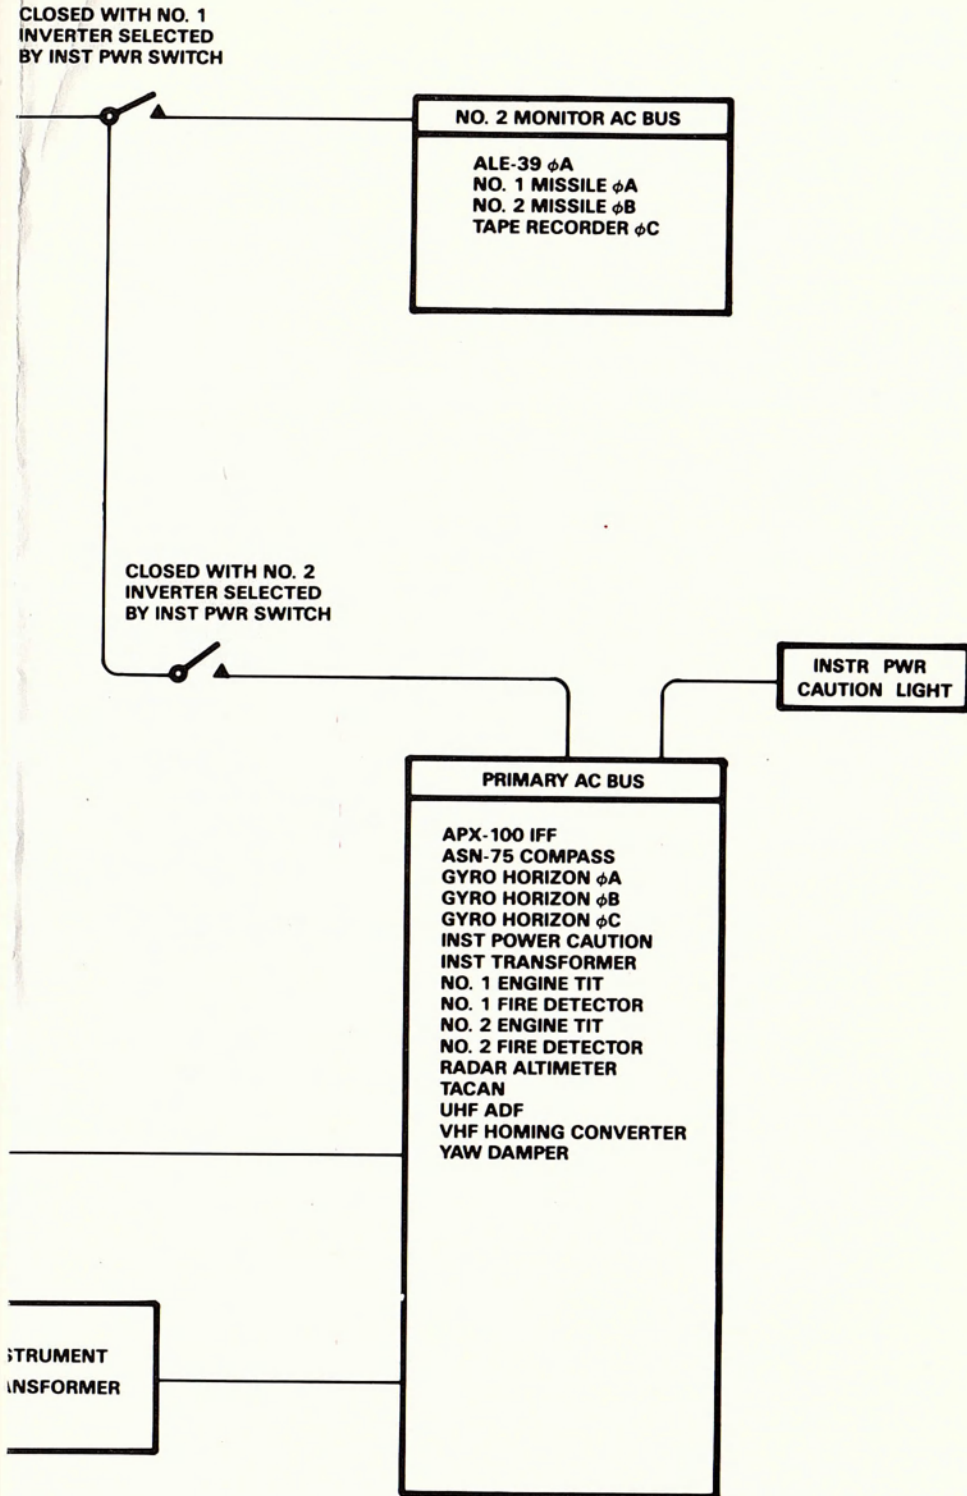 CLOSED WITH NO. 1
INVERTER SELECTED
BY INST PWR SWITCH
NO. 2 MONITOR AC BUS
ALE-39 ϕA
NO. 1 MISSILE ϕA
NO. 2 MISSILE ϕB
TAPE RECORDER ϕC
CLOSED WITH NO. 2
INVERTER SELECTED
BY INST PWR SWITCH
INSTR PWR
CAUTION LIGHT
PRIMARY AC BUS
APX-100 IFF
ASN-75 COMPASS
GYRO HORIZON ϕA
GYRO HORIZON ϕB
GYRO HORIZON ϕC
INST POWER CAUTION
INST TRANSFORMER
NO. 1 ENGINE TIT
NO. 1 FIRE DETECTOR
NO. 2 ENGINE TIT
NO. 2 FIRE DETECTOR
RADAR ALTIMETER
TACAN
UHF ADF
VHF HOMING CONVERTER
YAW DAMPER
STRUMENT
ANSFORMER